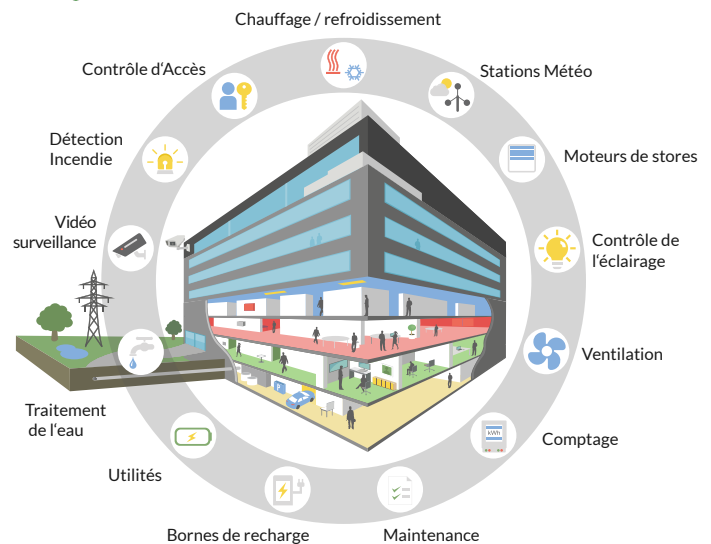 Chauffage / refroidissement
Contrôle d'Accès
Stations Météo
Détection
Incendie
Moteurs de stores
Vidéo
surveillance
Contrôle de
l'éclairage
Ventilation
Traitement
de l'eau
kWh
Comptage
Utilités
Bornes de recharge
Maintenance
P